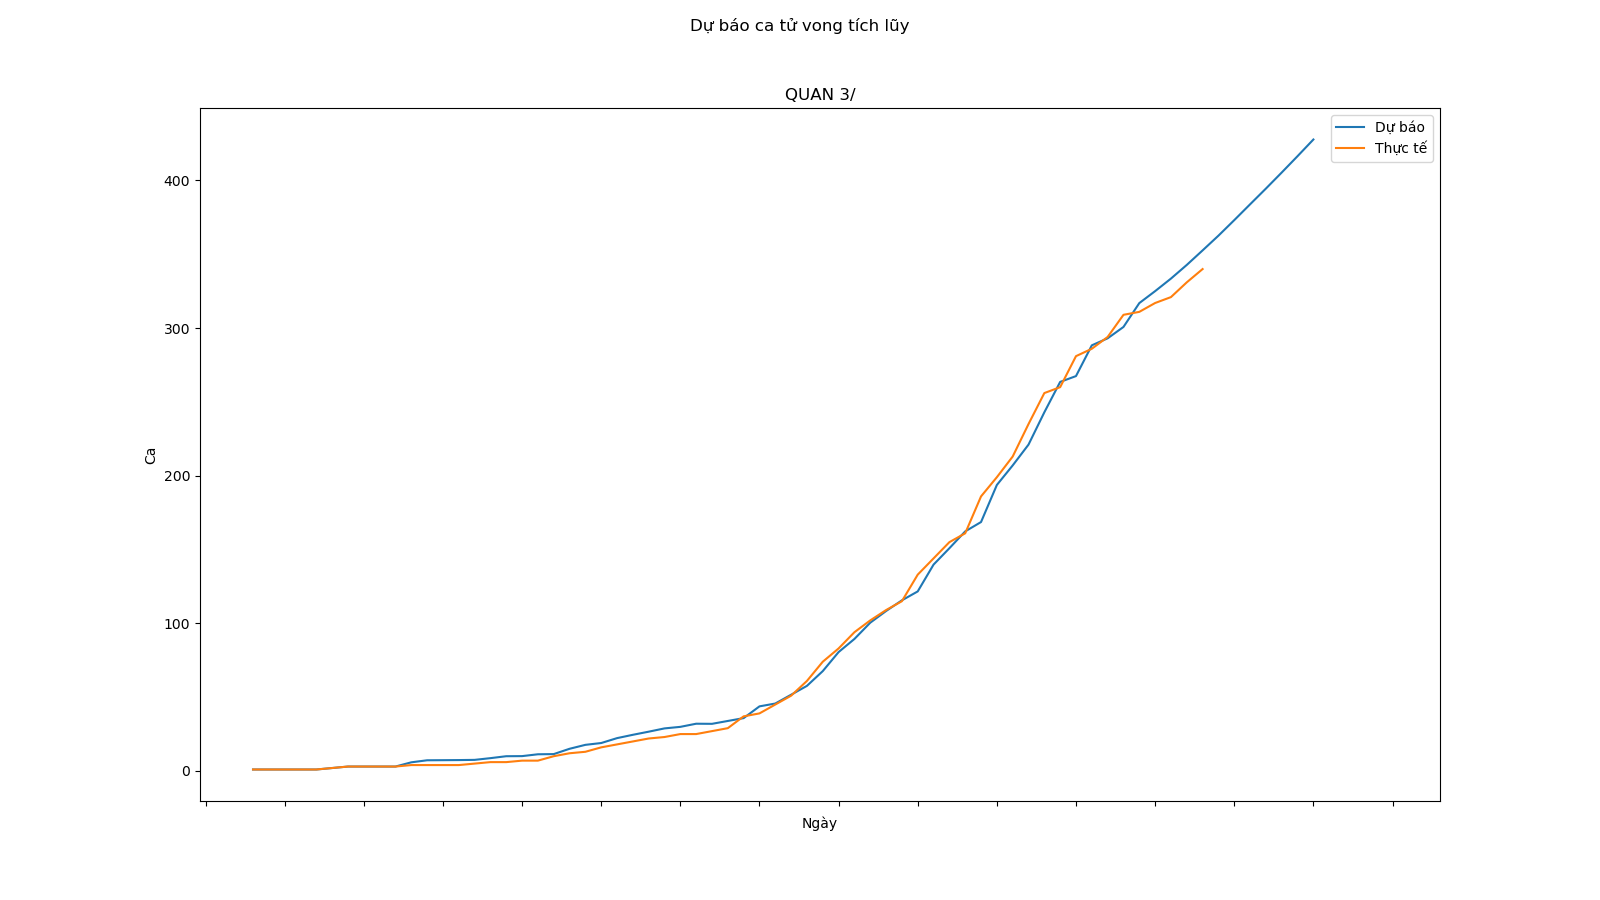 Dự báo ca tử vong tích lũy
QUAN 3/
Dự báo
Thực tế
400
300
200
100
0
Ca
Ngày